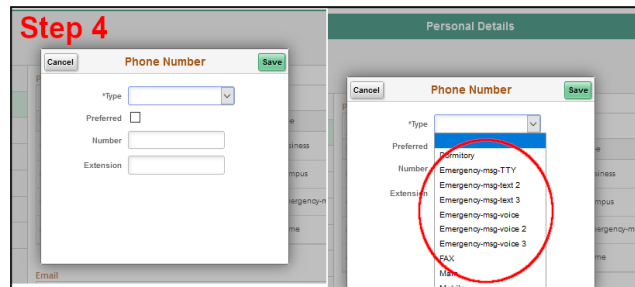 Step 4
Cancel
Phone Number
Save
*Type
Preferred
Number
Extension
Email
Personal Details
Cancel
Phone Number
Save
*Type
Preferred
Number
Extension
Dormitory
Emergency-msg-TTY
Emergency-msg-text 2
Emergency-msg-text 3
Emergency-msg-voice
Emergency-msg-voice 2
Emergency-msg-voice 3
FAX
Main